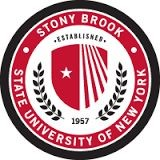 STONY BROOK
• ESTABLISHED •
1957
STATE UNIVERSITY OF NEW YORK